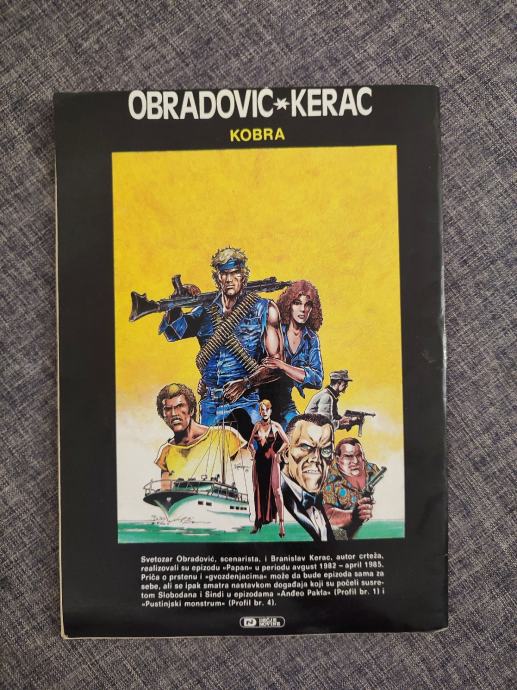 OBRADOVIĆ*KERAC
KOBRA
Svetozar Obradović, scenarista, i Branislav Kerac, autor crteža,
realizovali su epizodu »Papan« u periodu avgust 1982 – april 1985.
Priča o prstenu i »gvozdenjacima« može da bude epizoda sama za
sebe, ali se ipak smatra nastavkom događaja koji su počeli susre-
tom Slobodana i Sindi u epizodama »Anđeo Pakla« (Profil br. 1) i
»Pustinjski monstrum« (Profil br. 4).